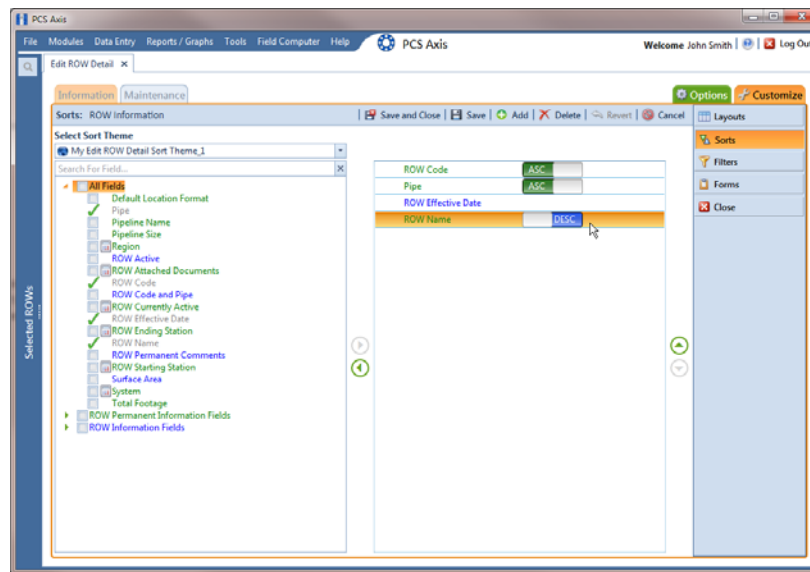 PCS Axis
File Modules Data Entry Reports / Graphs Tools Field Computer Help PCS Axis Welcome John Smith | Log Ou
Edit ROW Detail ×
Information Maintenance Options Customize
Sorts: ROW Information | Save and Close | Save | Add | Delete | Revert | Cancel
Layouts
Sorts
Filters
Forms
Close
Select Sort Theme
My Edit ROW Detail Sort Theme_1
Search For Field...
All Fields
Default Location Format
Pipe
Pipeline Name
Pipeline Size
Region
ROW Active
ROW Attached Documents
ROW Code
ROW Code and Pipe
ROW Currently Active
ROW Effective Date
ROW Ending Station
ROW Name
ROW Permanent Comments
ROW Starting Station
Surface Area
System
Total Footage
ROW Permanent Information Fields
ROW Information Fields
ROW Code ASC
Pipe ASC
ROW Effective Date
ROW Name DESC
Selected ROWs